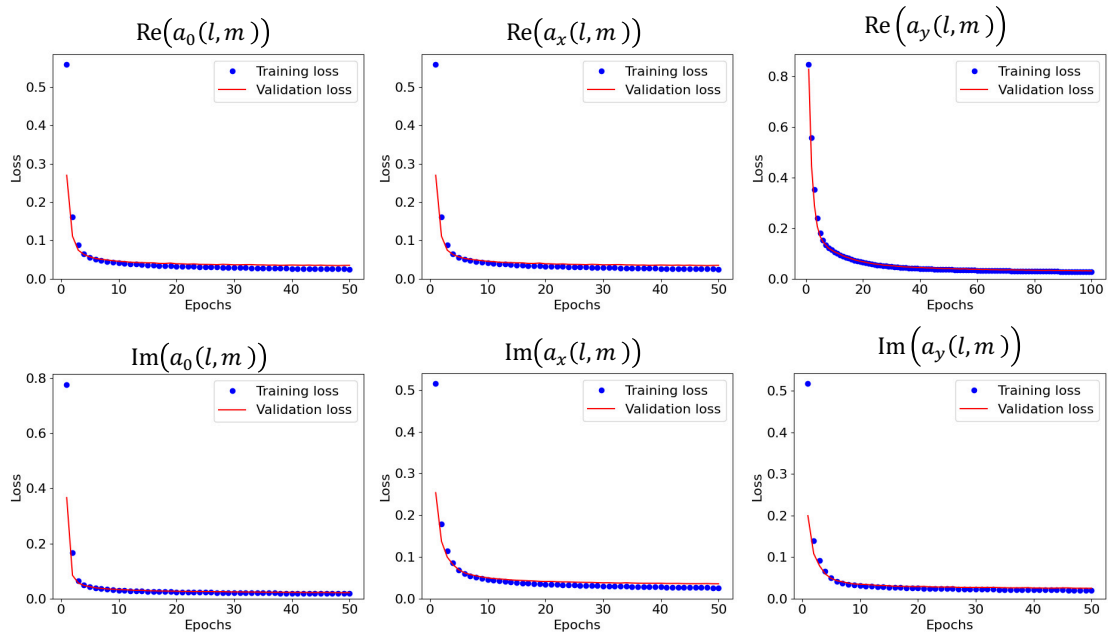 Re(a₀(l, m))
0.5
0.4
0.3
0.2
0.1
0.0
Loss
0 10 20 30 40 50
Epochs
Training loss
Validation loss
Re(aₓ(l, m))
0.5
0.4
0.3
0.2
0.1
0.0
Loss
0 10 20 30 40 50
Epochs
Training loss
Validation loss
Re(a_y(l, m))
0.8
0.6
0.4
0.2
0.0
Loss
0 20 40 60 80 100
Epochs
Training loss
Validation loss
Im(a₀(l, m))
0.8
0.6
0.4
0.2
0.0
Loss
0 10 20 30 40 50
Epochs
Training loss
Validation loss
Im(aₓ(l, m))
0.5
0.4
0.3
0.2
0.1
0.0
Loss
0 10 20 30 40 50
Epochs
Training loss
Validation loss
Im(a_y(l, m))
0.5
0.4
0.3
0.2
0.1
0.0
Loss
0 10 20 30 40 50
Epochs
Training loss
Validation loss